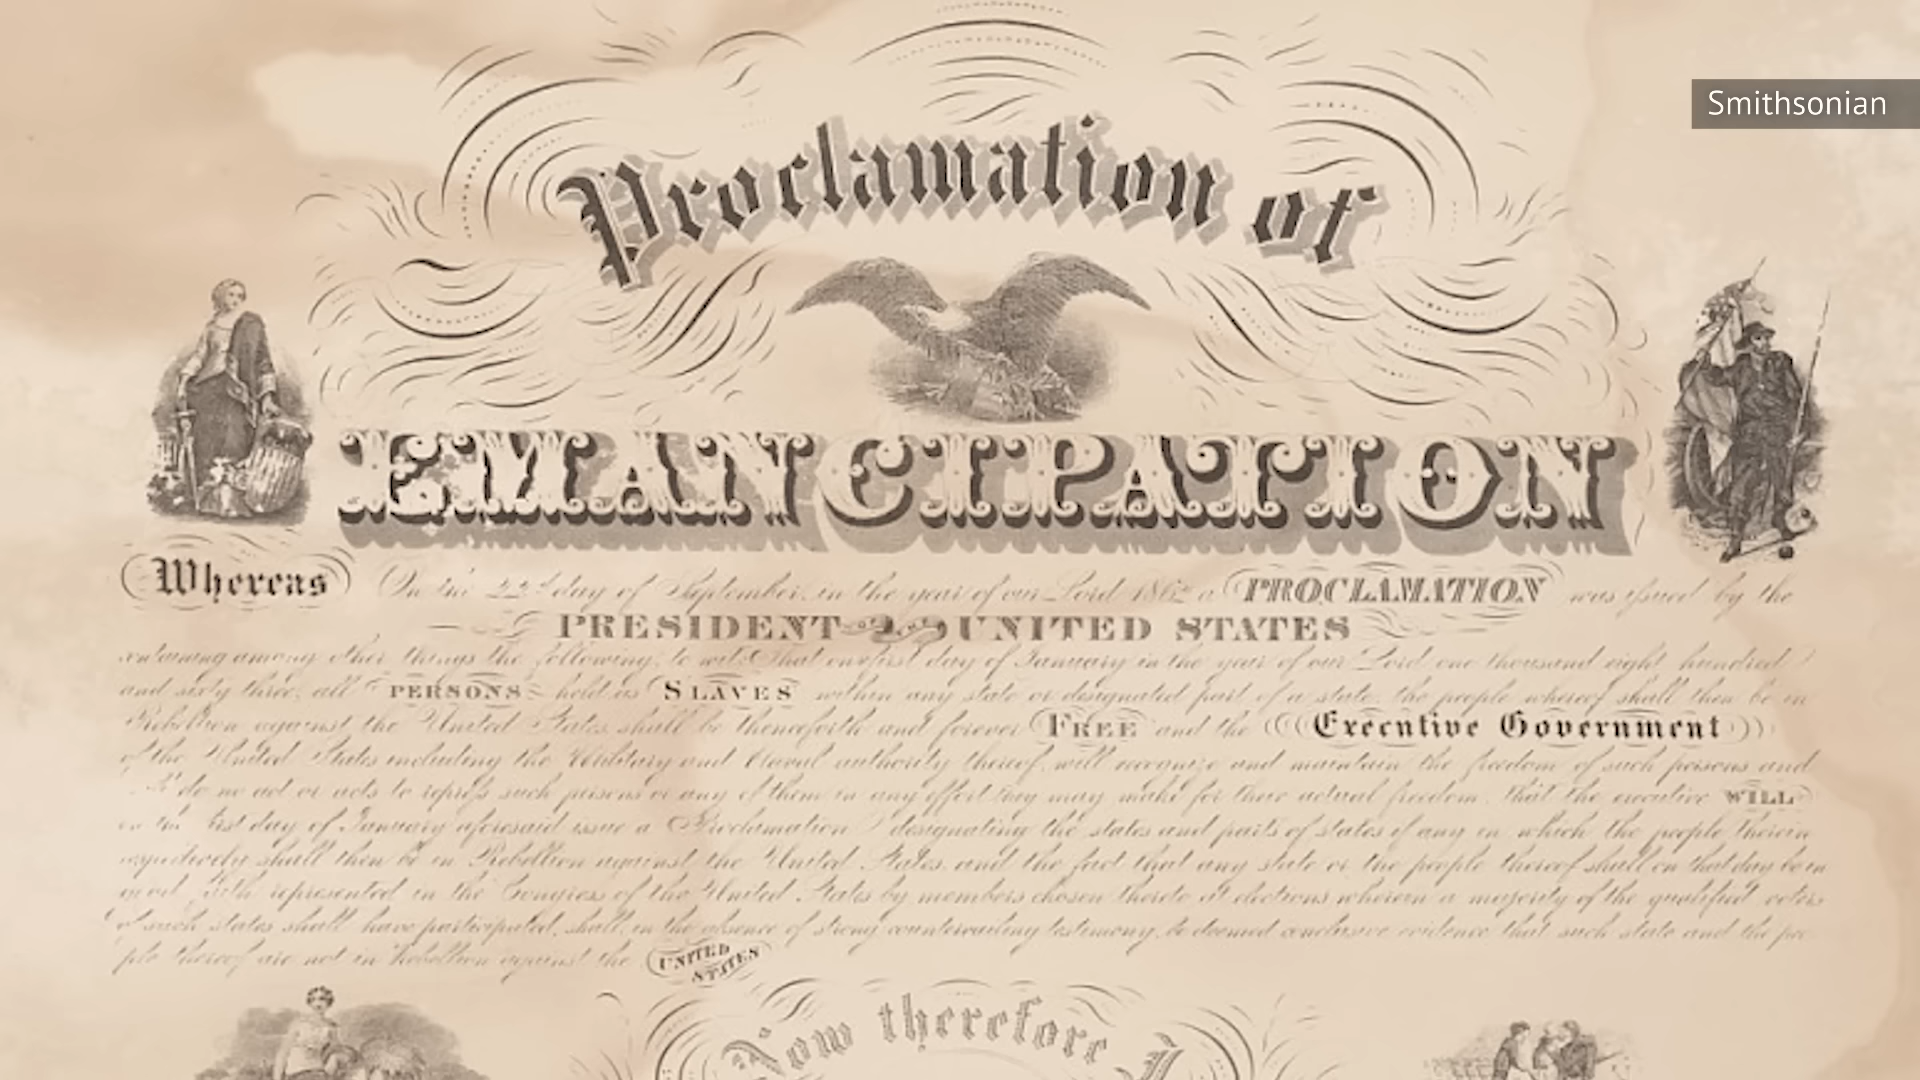 Smithsonian
Proclamation of
EMANCIPATION
Whereas On the 22d day of September, in the year of our Lord 1862 a PROCLAMATION was issued by the
PRESIDENT OF THE UNITED STATES
containing among other things the following; to wit: That on first day of January in the year of our Lord one thousand eight hundred
and sixty three, all PERSONS held as SLAVES within any state or designated part of a state, the people whereof shall then be in
Rebellion against the United States shall be thenceforth and forever FREE and the Executive Government
of the United States including the Military and Naval authority thereof will recognize and maintain the freedom of such persons and
will do no act or acts to repress such persons or any of them in any effort they may make for their actual freedom. that the executive WILL
on the first day of January aforesaid issue a Proclamation designating the states and parts of states if any in which the people therein
respectively shall then be in Rebellion against the United States, and the fact that any state or the people thereof shall on that day be in
good faith represented in the Congress of the United States by members chosen thereto at elections wherein a majority of the qualified voters
of such states shall have participated, shall, in the absence of strong countervailing testimony, be deemed conclusive evidence that such state and the peo-
ple thereof are not in Rebellion against the UNITED STATES
Now therefore I